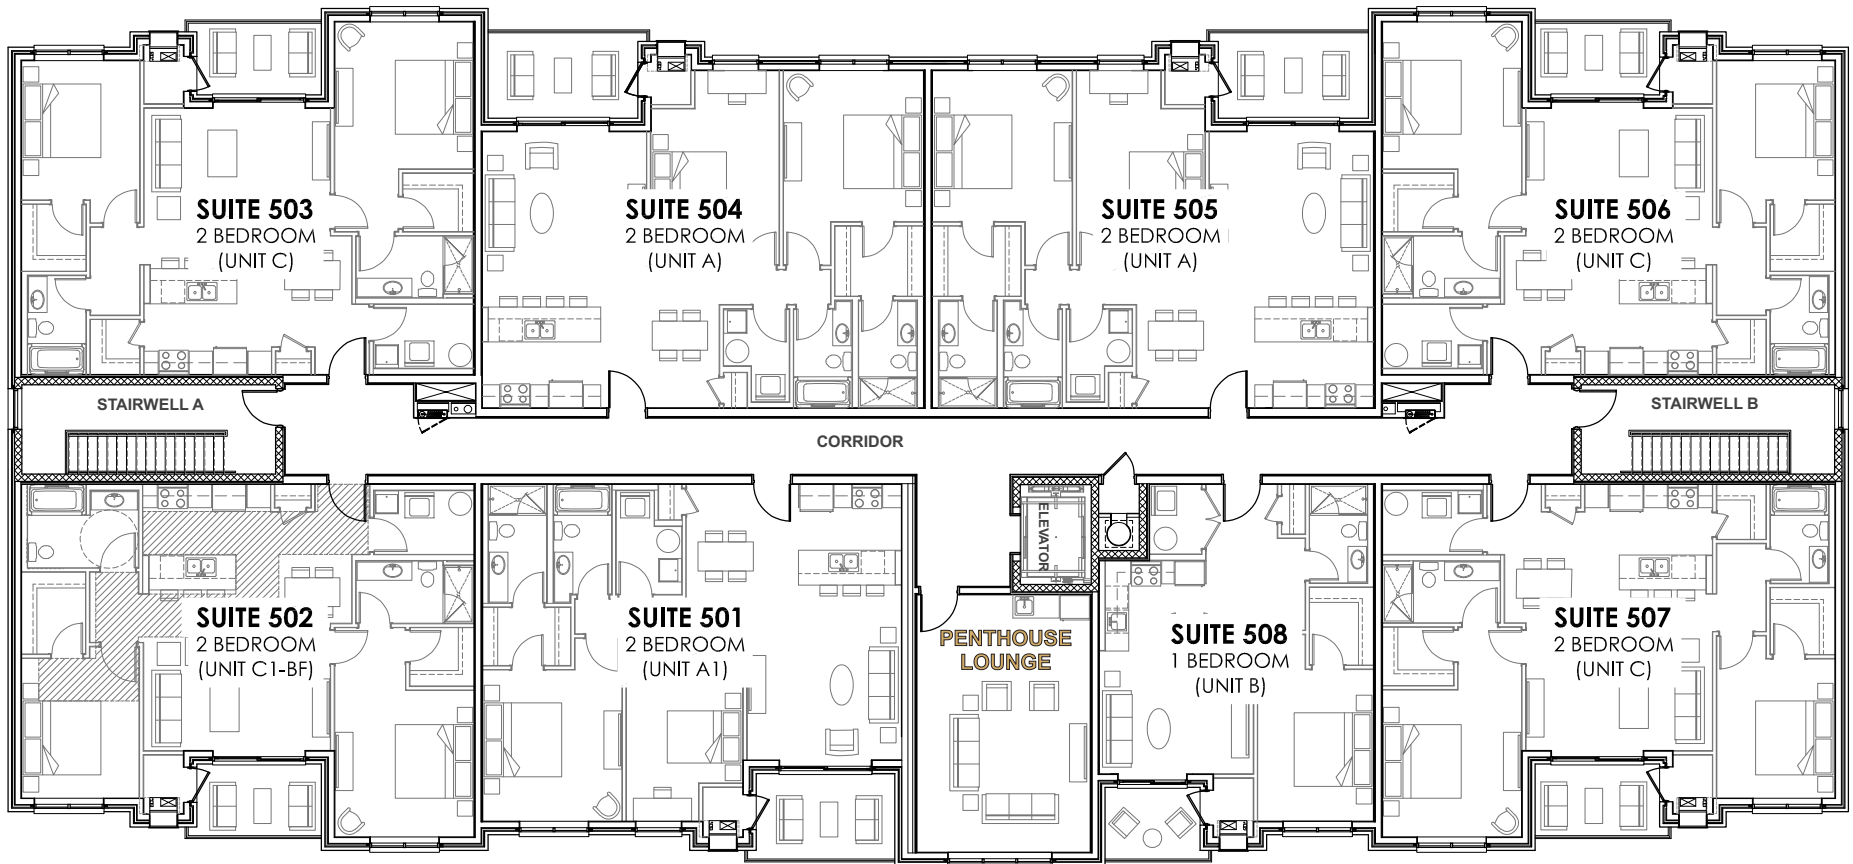 SUITE 503
2 BEDROOM
(UNIT C)
SUITE 504
2 BEDROOM
(UNIT A)
SUITE 505
2 BEDROOM
(UNIT A)
SUITE 506
2 BEDROOM
(UNIT C)
STAIRWELL A
STAIRWELL B
CORRIDOR
ELEVATOR
SUITE 502
2 BEDROOM
(UNIT C1-BF)
SUITE 501
2 BEDROOM
(UNIT A1)
PENTHOUSE
LOUNGE
SUITE 508
1 BEDROOM
(UNIT B)
SUITE 507
2 BEDROOM
(UNIT C)